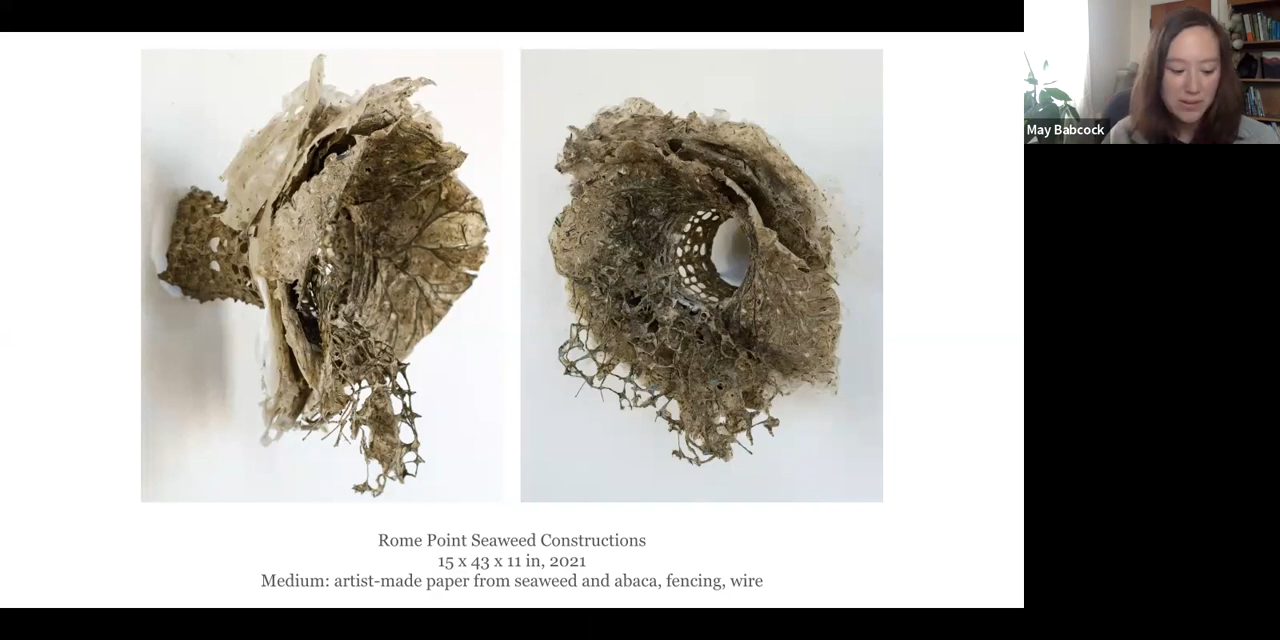 May Babcock
Rome Point Seaweed Constructions
15 x 43 x 11 in, 2021
Medium: artist-made paper from seaweed and abaca, fencing, wire